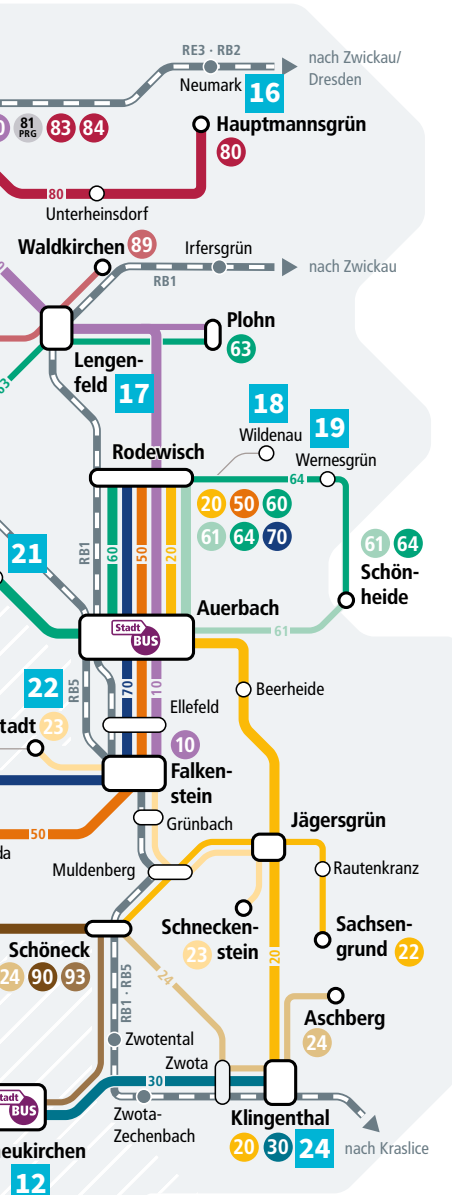 RE3 · RB2
nach Zwickau/
Dresden
Neumark
16
81
PRG
83
84
Hauptmannsgrün
80
80
Unterheinsdorf
Waldkirchen
89
Irfersgrün
RB1
nach Zwickau
Plohn
63
63
Lengen-
feld
17
18
Wildenau
19
Wernesgrün
Rodewisch
64
20
50
60
61
64
70
61
64
Schön-
heide
21
RB1
60
50
20
Auerbach
Stadt
BUS
61
22
RB5
70
10
Beerheide
Ellefeld
tadt
23
10
Falken-
stein
Grünbach
50
da
Jägersgrün
Muldenberg
Rautenkranz
Schnecken-
stein
23
Sachsen-
grund
22
20
Schöneck
24
90
93
24
RB1 · RB5
Aschberg
24
Zwotental
Zwota
30
tadt
BUS
Zwota-
Zechenbach
Klingenthal
20
30
24
nach Kraslice
eukirchen
12